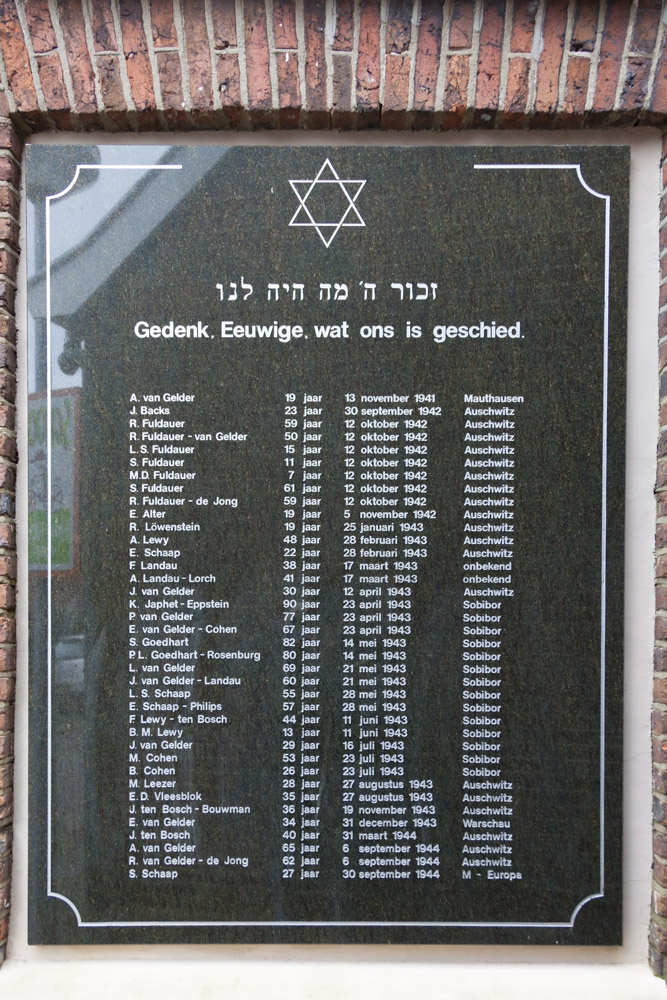 זכור ה׳ מה היה לנו
Gedenk, Eeuwige, wat ons is geschied.
A. van Gelder 19 jaar 13 november 1941 Mauthausen
J. Backs 23 jaar 30 september 1942 Auschwitz
R. Fuldauer 59 jaar 12 oktober 1942 Auschwitz
R. Fuldauer - van Gelder 50 jaar 12 oktober 1942 Auschwitz
L.S. Fuldauer 15 jaar 12 oktober 1942 Auschwitz
S. Fuldauer 11 jaar 12 oktober 1942 Auschwitz
M.D. Fuldauer 7 jaar 12 oktober 1942 Auschwitz
S. Fuldauer 61 jaar 12 oktober 1942 Auschwitz
R. Fuldauer - de Jong 59 jaar 12 oktober 1942 Auschwitz
E. Alter 19 jaar 5 november 1942 Auschwitz
R. Löwenstein 19 jaar 25 januari 1943 Auschwitz
A. Lewy 48 jaar 28 februari 1943 Auschwitz
E. Schaap 22 jaar 28 februari 1943 Auschwitz
F. Landau 38 jaar 17 maart 1943 onbekend
A. Landau - Lorch 41 jaar 17 maart 1943 onbekend
J. van Gelder 30 jaar 12 april 1943 Auschwitz
K. Japhet - Eppstein 90 jaar 23 april 1943 Sobibor
P. van Gelder 77 jaar 23 april 1943 Sobibor
E. van Gelder - Cohen 67 jaar 23 april 1943 Sobibor
S. Goedhart 82 jaar 14 mei 1943 Sobibor
P.L. Goedhart - Rosenburg 80 jaar 14 mei 1943 Sobibor
L. van Gelder 69 jaar 21 mei 1943 Sobibor
J. van Gelder - Landau 60 jaar 21 mei 1943 Sobibor
L. S. Schaap 55 jaar 28 mei 1943 Sobibor
E. Schaap - Philips 57 jaar 28 mei 1943 Sobibor
F. Lewy - ten Bosch 44 jaar 11 juni 1943 Sobibor
B. M. Lewy 13 jaar 11 juni 1943 Sobibor
J. van Gelder 29 jaar 16 juli 1943 Sobibor
M. Cohen 53 jaar 23 juli 1943 Sobibor
B. Cohen 26 jaar 23 juli 1943 Sobibor
M. Leezer 28 jaar 27 augustus 1943 Auschwitz
E.D. Vleesblok 35 jaar 27 augustus 1943 Auschwitz
J. ten Bosch - Bouwman 36 jaar 19 november 1943 Auschwitz
E. van Gelder 34 jaar 31 december 1943 Warschau
J. ten Bosch 40 jaar 31 maart 1944 Auschwitz
A. van Gelder 65 jaar 6 september 1944 Auschwitz
R. van Gelder - de Jong 62 jaar 6 september 1944 Auschwitz
S. Schaap 27 jaar 30 september 1944 M - Europa